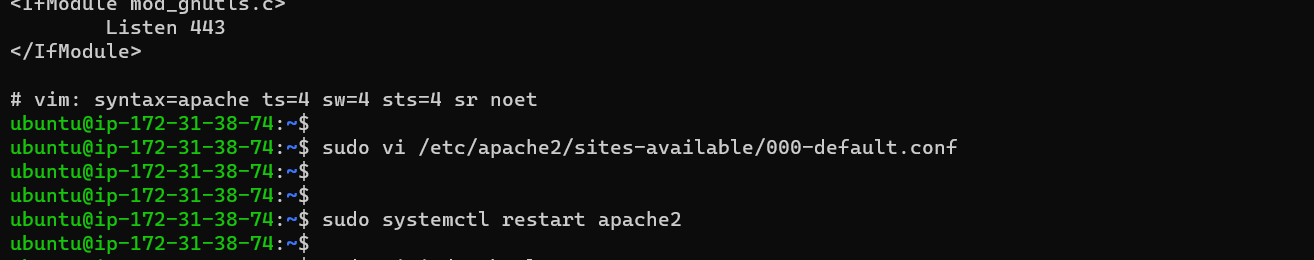 <IfModule mod_gnutls.c>
        Listen 443
</IfModule>

# vim: syntax=apache ts=4 sw=4 sts=4 sr noet
ubuntu@ip-172-31-38-74:~$
ubuntu@ip-172-31-38-74:~$ sudo vi /etc/apache2/sites-available/000-default.conf
ubuntu@ip-172-31-38-74:~$
ubuntu@ip-172-31-38-74:~$
ubuntu@ip-172-31-38-74:~$ sudo systemctl restart apache2
ubuntu@ip-172-31-38-74:~$